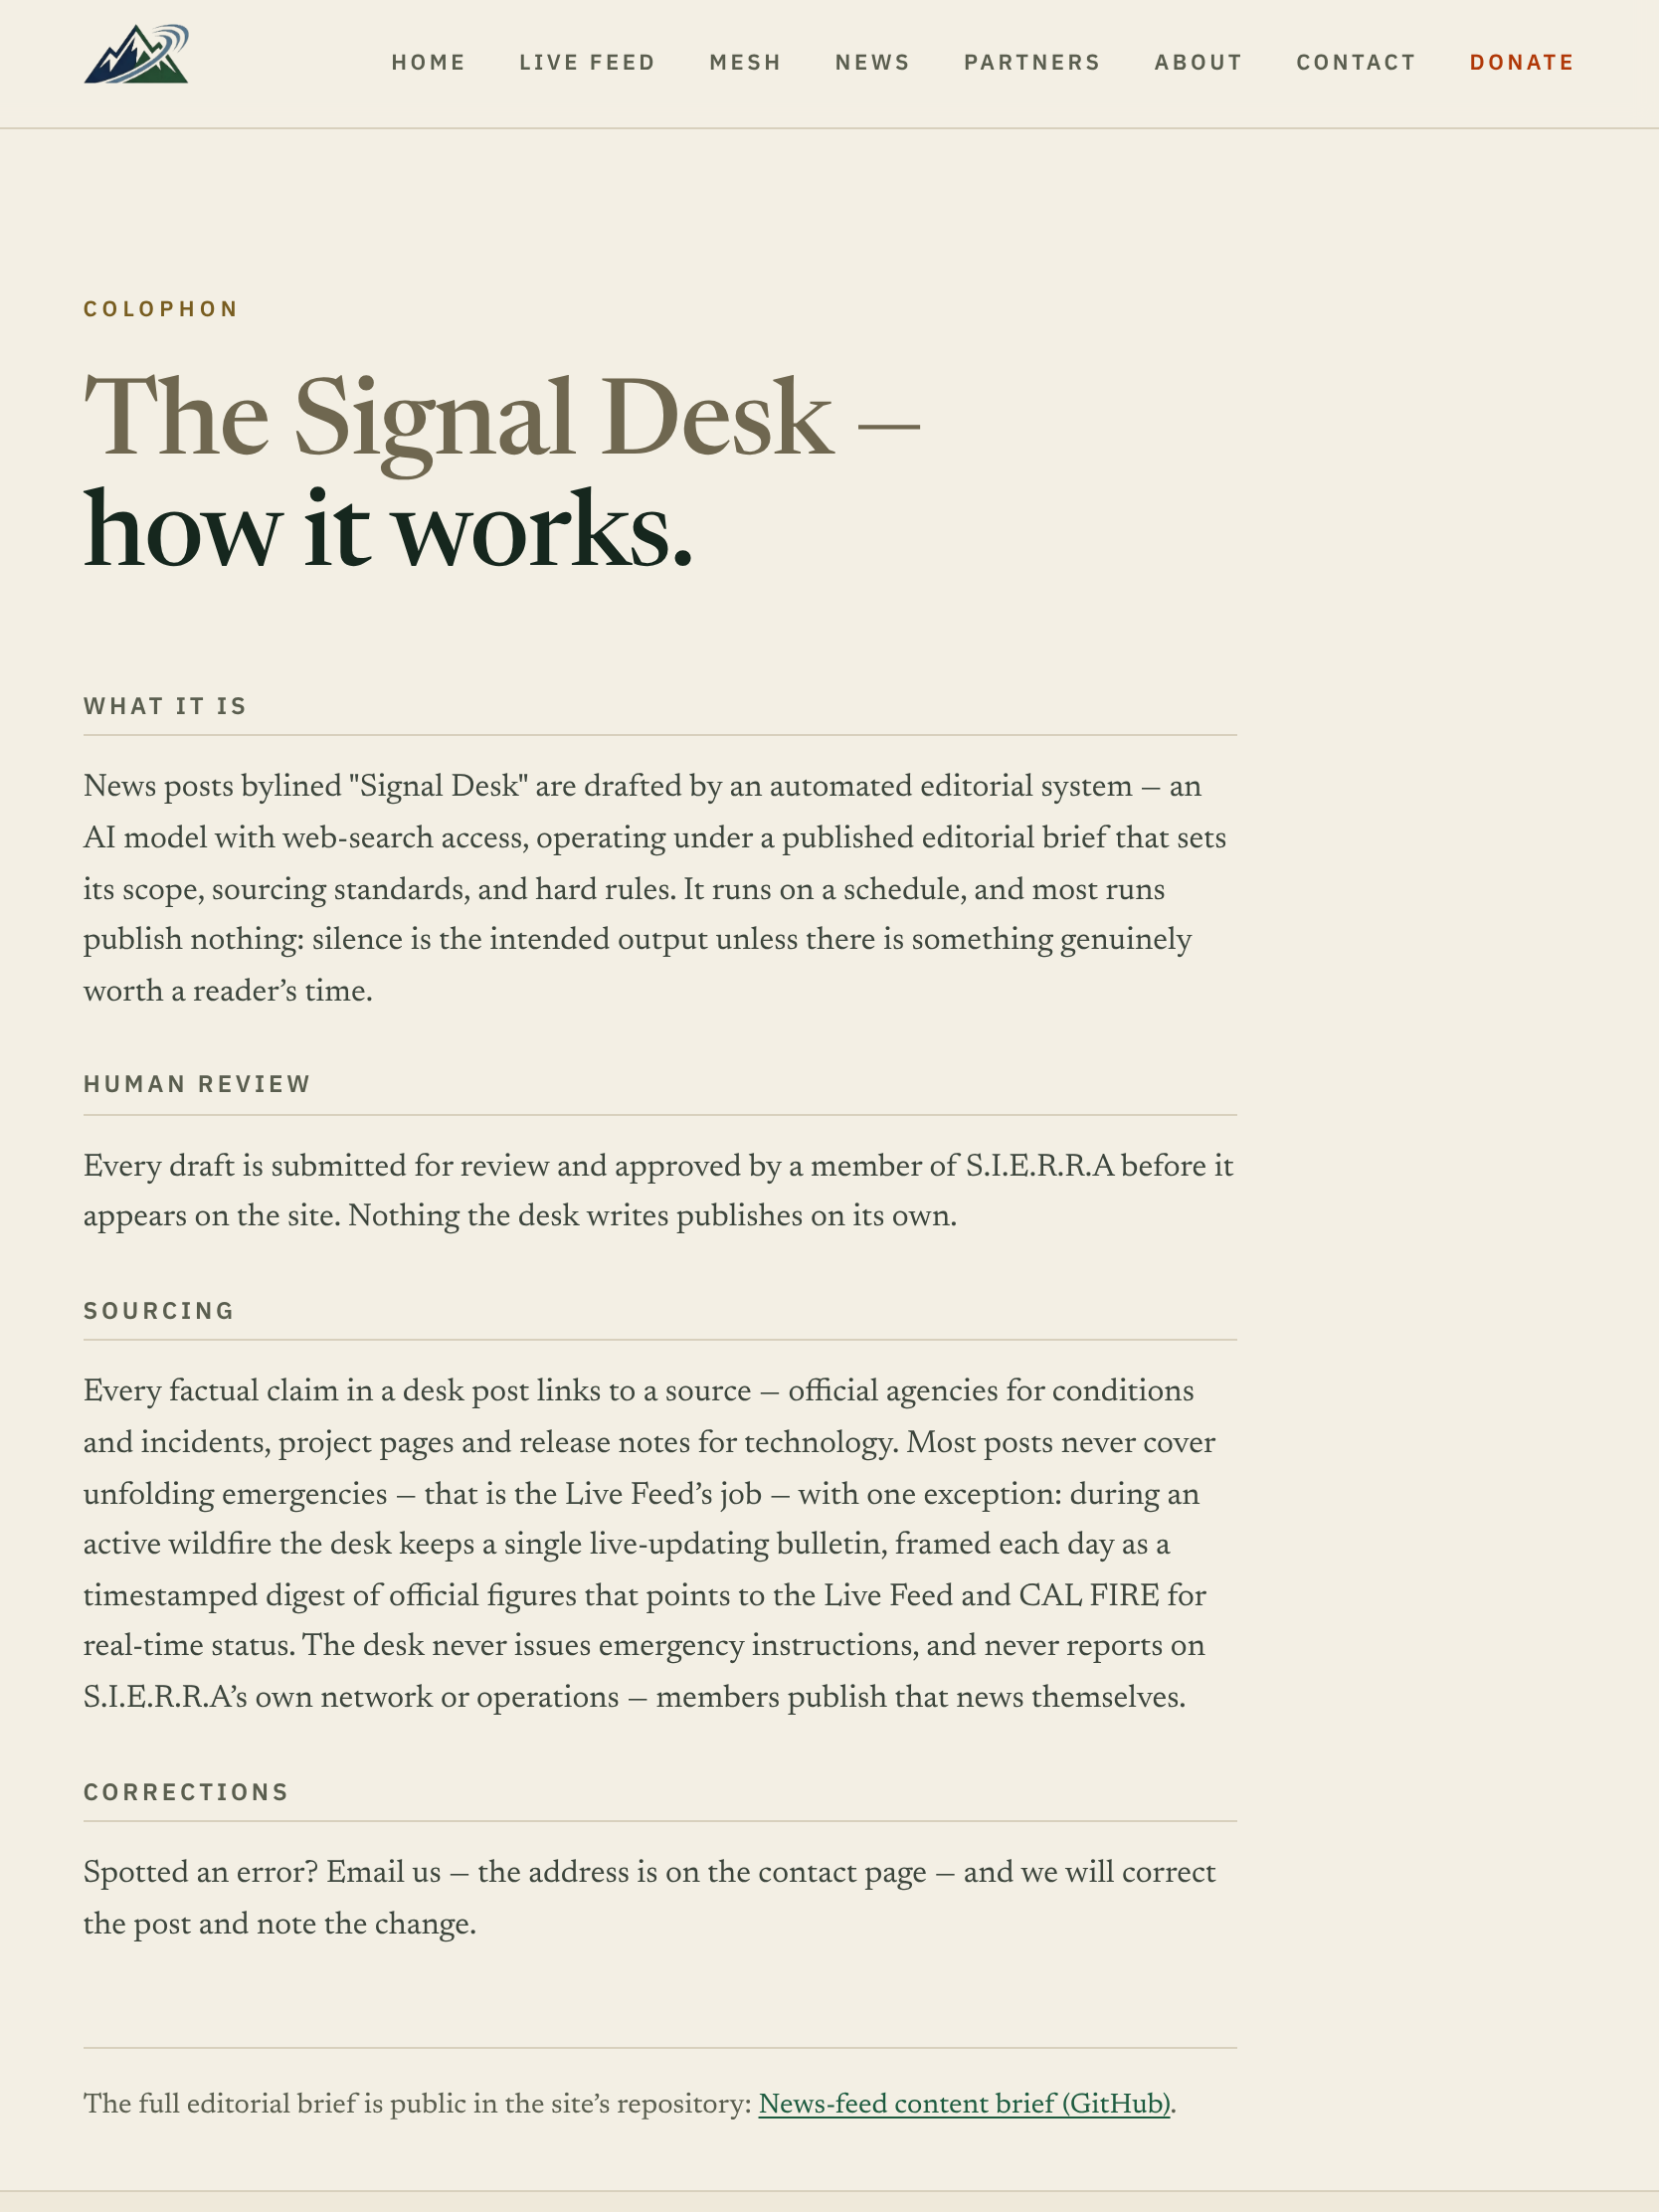 HOME LIVE FEED MESH NEWS PARTNERS ABOUT CONTACT DONATE
COLOPHON
The Signal Desk —
how it works.
WHAT IT IS
News posts bylined "Signal Desk" are drafted by an automated editorial system — an
AI model with web-search access, operating under a published editorial brief that sets
its scope, sourcing standards, and hard rules. It runs on a schedule, and most runs
publish nothing: silence is the intended output unless there is something genuinely
worth a reader’s time.
HUMAN REVIEW
Every draft is submitted for review and approved by a member of S.I.E.R.R.A before it
appears on the site. Nothing the desk writes publishes on its own.
SOURCING
Every factual claim in a desk post links to a source — official agencies for conditions
and incidents, project pages and release notes for technology. Most posts never cover
unfolding emergencies — that is the Live Feed’s job — with one exception: during an
active wildfire the desk keeps a single live-updating bulletin, framed each day as a
timestamped digest of official figures that points to the Live Feed and CAL FIRE for
real-time status. The desk never issues emergency instructions, and never reports on
S.I.E.R.R.A’s own network or operations — members publish that news themselves.
CORRECTIONS
Spotted an error? Email us — the address is on the contact page — and we will correct
the post and note the change.
The full editorial brief is public in the site’s repository: News-feed content brief (GitHub).